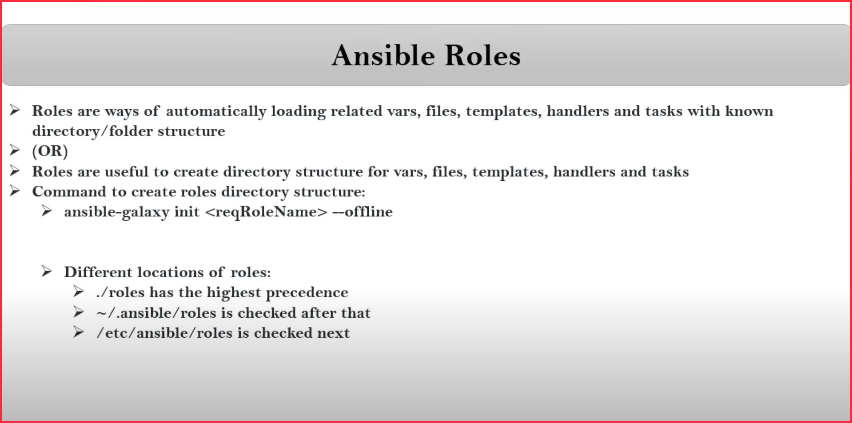 Ansible Roles
Roles are ways of automatically loading related vars, files, templates, handlers and tasks with known
directory/folder structure
(OR)
Roles are useful to create directory structure for vars, files, templates, handlers and tasks
Command to create roles directory structure:
ansible-galaxy init <reqRoleName> --offline
Different locations of roles:
./roles has the highest precedence
~/.ansible/roles is checked after that
/etc/ansible/roles is checked next